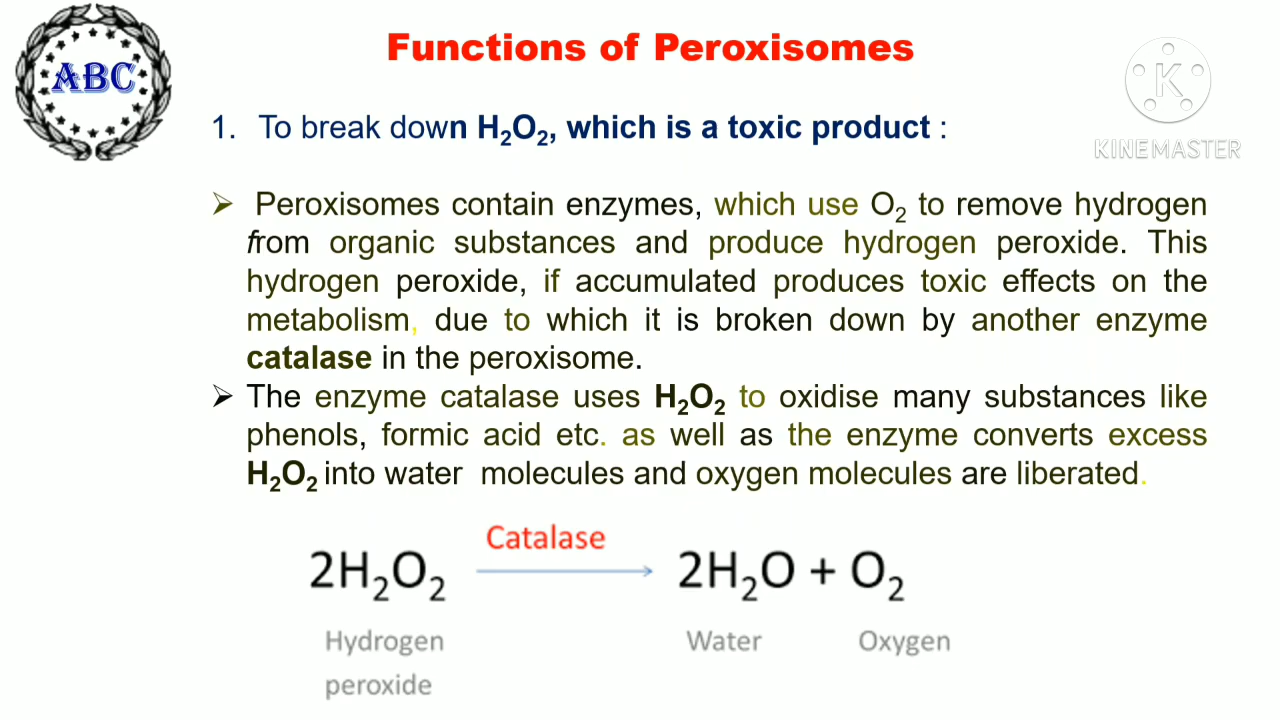 Functions of Peroxisomes
ABC
K
KINEMASTER
1. To break down H₂O₂, which is a toxic product :
➢ Peroxisomes contain enzymes, which use O₂ to remove hydrogen
from organic substances and produce hydrogen peroxide. This
hydrogen peroxide, if accumulated produces toxic effects on the
metabolism, due to which it is broken down by another enzyme
catalase in the peroxisome.
➢ The enzyme catalase uses H₂O₂ to oxidise many substances like
phenols, formic acid etc. as well as the enzyme converts excess
H₂O₂ into water molecules and oxygen molecules are liberated.
Catalase
2H₂O₂ → 2H₂O + O₂
Hydrogen Water Oxygen
peroxide